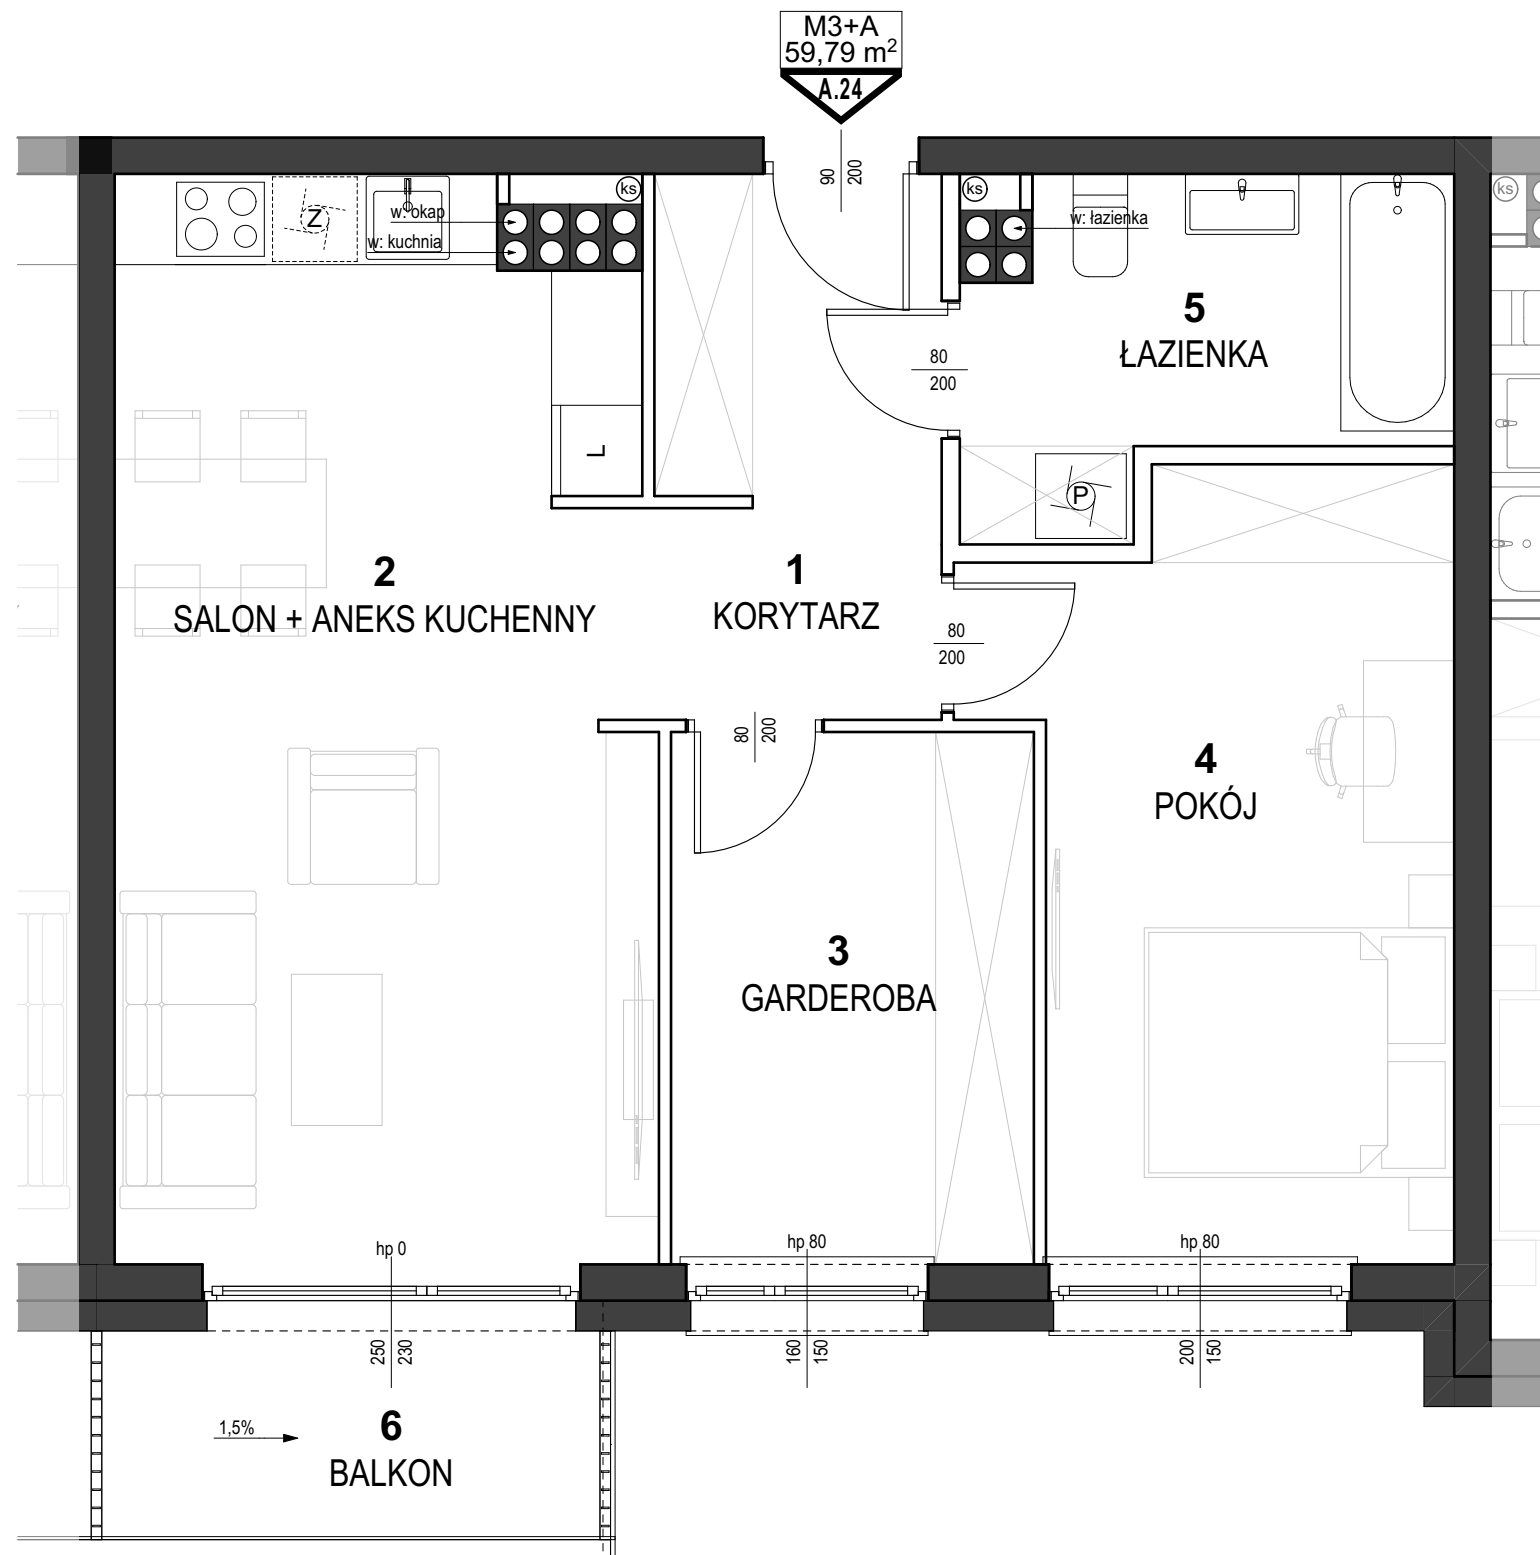 M3+A
59,79 m²
A.24
90
200
ks
ks
ks
Z
w: okap
w: kuchnia
w: łazienka
5
ŁAZIENKA
80
200
L
P
2
SALON + ANEKS KUCHENNY
1
KORYTARZ
80
200
80
200
4
POKÓJ
3
GARDEROBA
hp 0
hp 80
hp 80
250
230
160
150
200
150
1,5%
6
BALKON